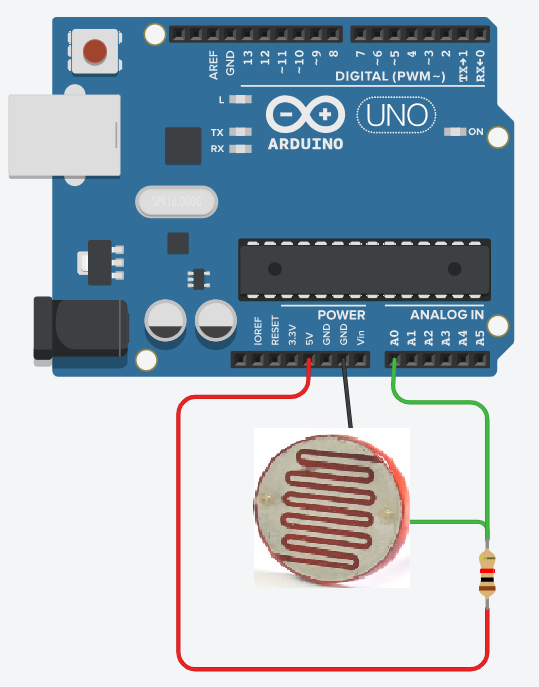 AREF
GND
13
12
~11
~10
~9
8
7
~6
~5
4
~3
2
TX→1
RX←0
DIGITAL (PWM~)
L
TX
RX
UNO
ARDUINO
ON
SPK16.000G
POWER
ANALOG IN
IOREF
RESET
3.3V
5V
GND
GND
Vin
A0
A1
A2
A3
A4
A5